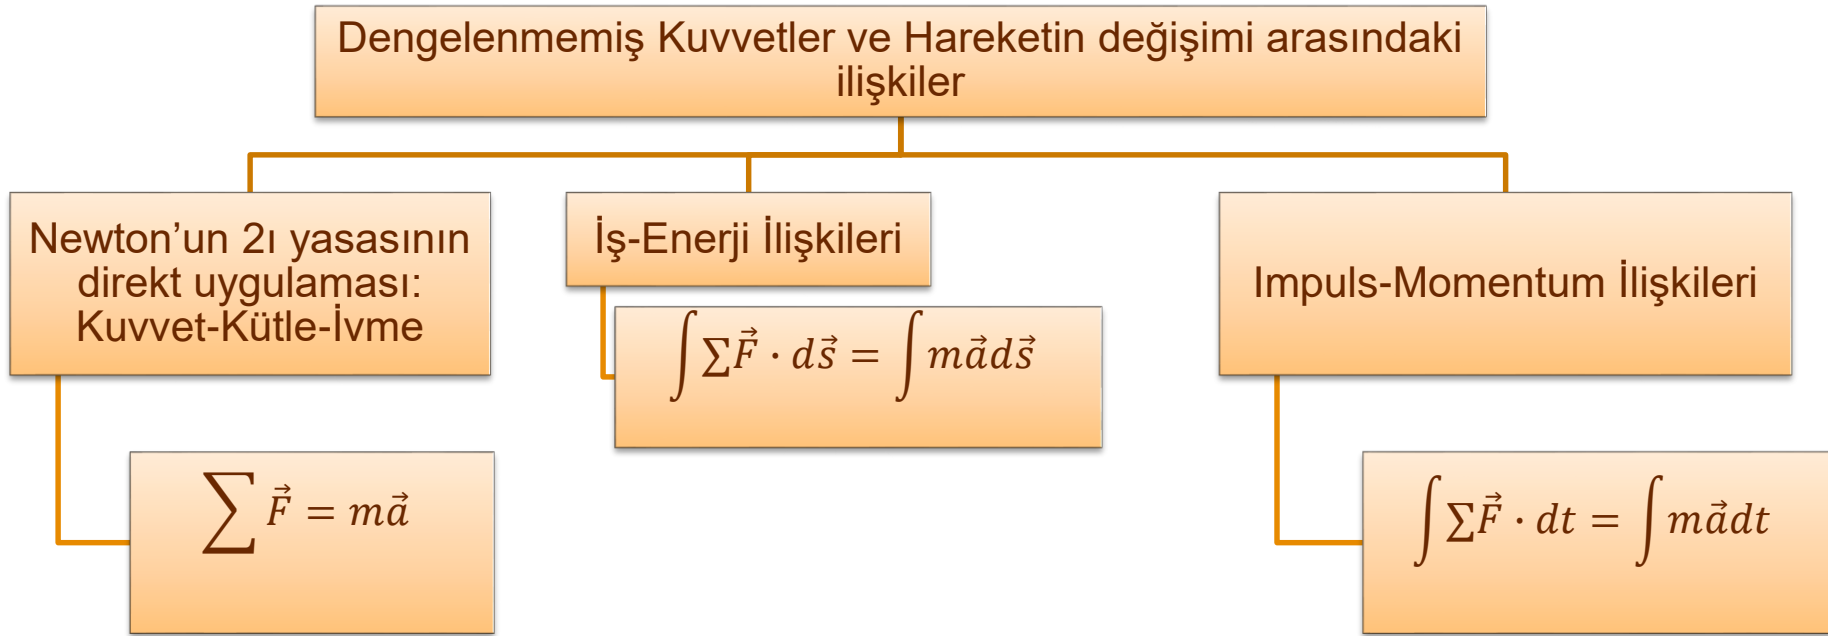 Dengelenmemiş Kuvvetler ve Hareketin değişimi arasındaki
ilişkiler
Newton’un 2ı yasasının
direkt uygulaması:
Kuvvet-Kütle-İvme
∑ F⃗ = ma⃗
İş-Enerji İlişkileri
∫ ∑F⃗ · ds⃗ = ∫ ma⃗ds⃗
Impuls-Momentum İlişkileri
∫ ∑F⃗ · dt = ∫ ma⃗dt